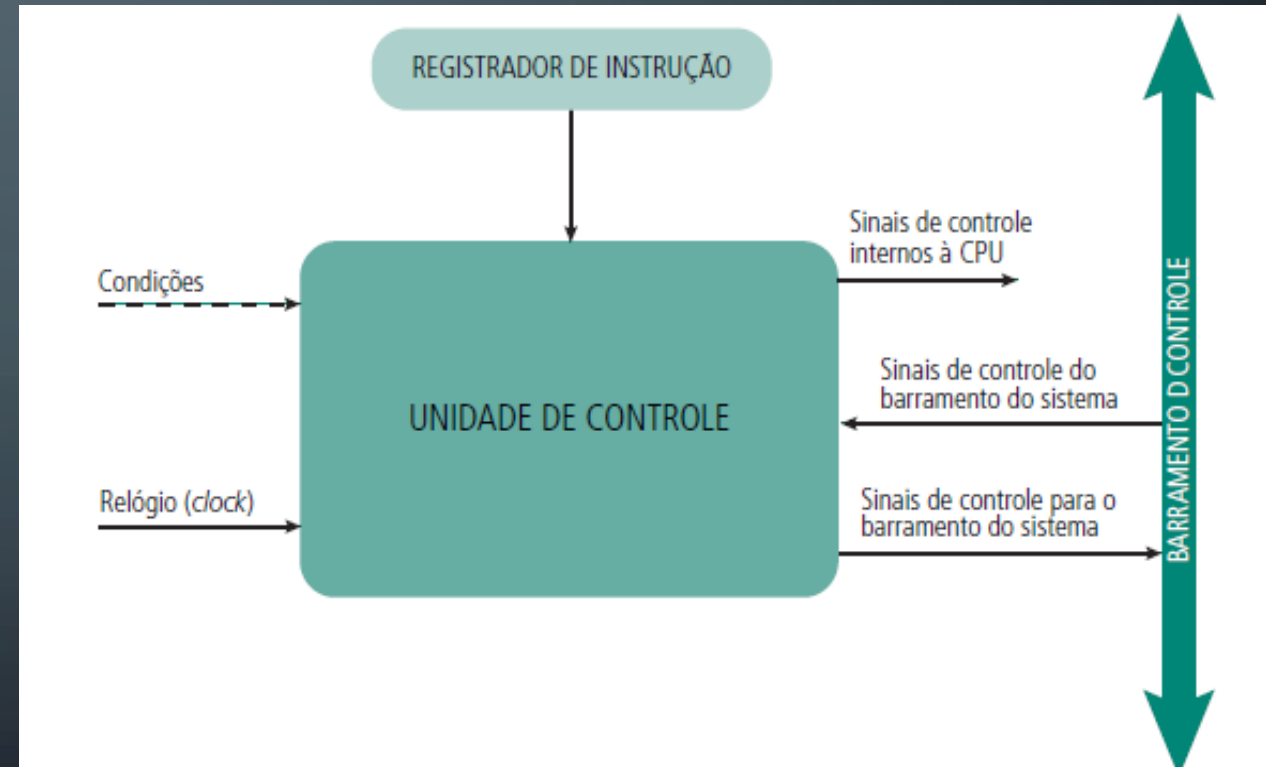 REGISTRADOR DE INSTRUÇÃO
Sinais de controle
internos à CPU
Condições
Sinais de controle do
barramento do sistema
UNIDADE DE CONTROLE
Relógio (clock)
Sinais de controle para o
barramento do sistema
BARRAMENTO D CONTROLE